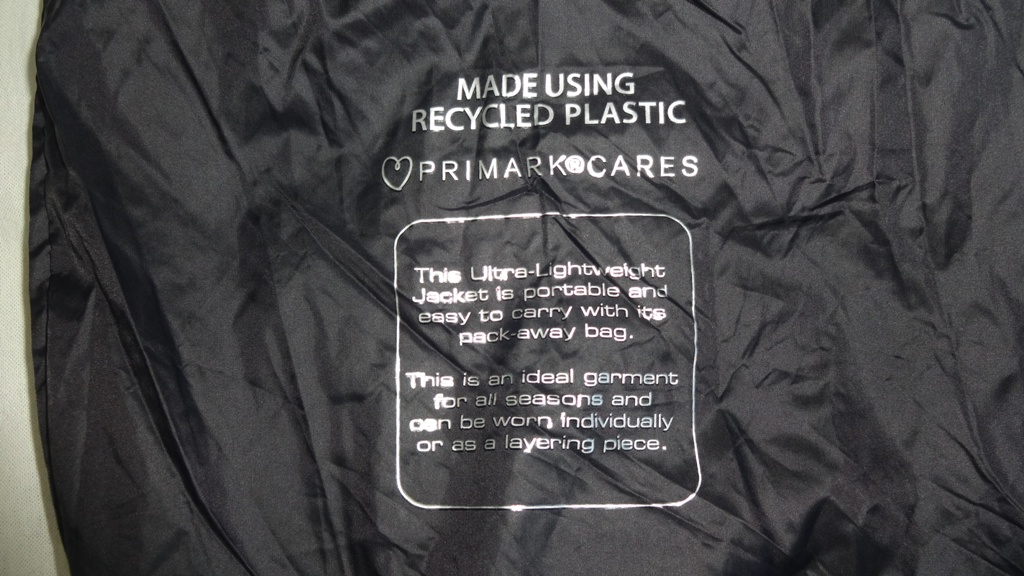 MADE USING
RECYCLED PLASTIC
♡PRIMARK®CARES
This Ultra-Lightweight
Jacket is portable and
easy to carry with its
pack-away bag.
This is an ideal garment
for all seasons and
can be worn individually
or as a layering piece.